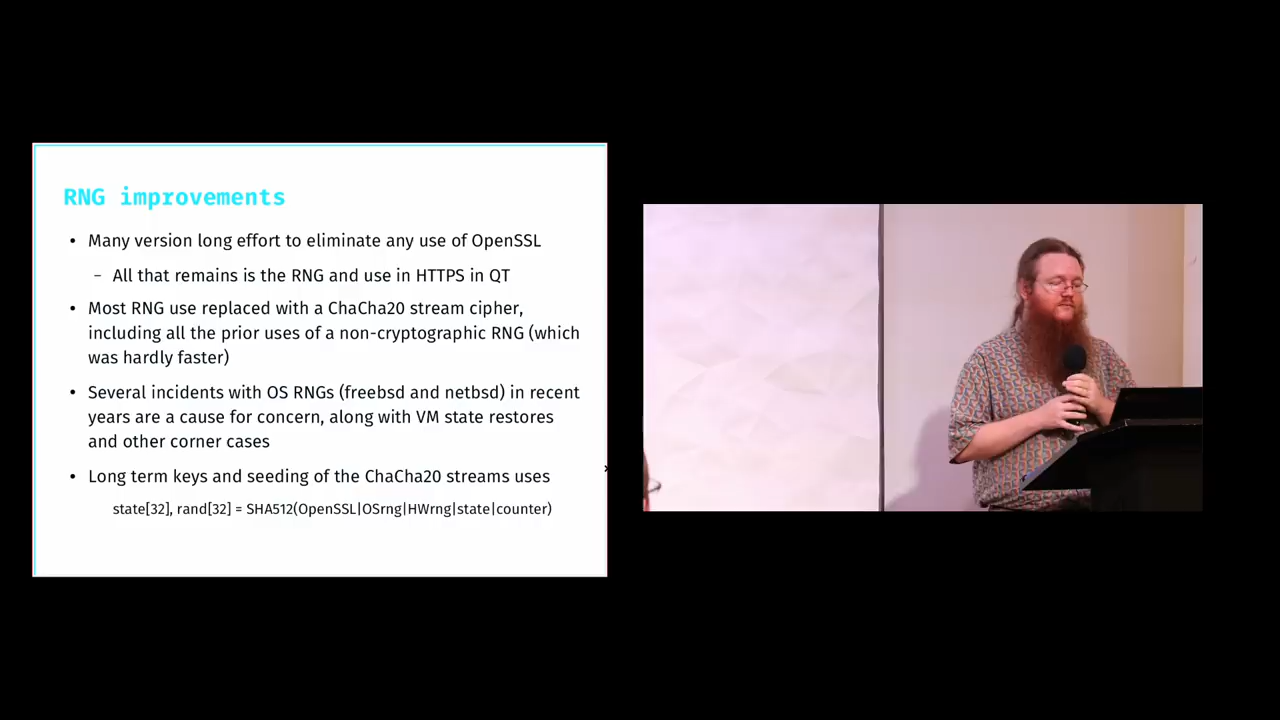 RNG improvements
• Many version long effort to eliminate any use of OpenSSL
– All that remains is the RNG and use in HTTPS in QT
• Most RNG use replaced with a ChaCha20 stream cipher,
including all the prior uses of a non-cryptographic RNG (which
was hardly faster)
• Several incidents with OS RNGs (freebsd and netbsd) in recent
years are a cause for concern, along with VM state restores
and other corner cases
• Long term keys and seeding of the ChaCha20 streams uses
state[32], rand[32] = SHA512(OpenSSL|OSrng|HWrng|state|counter)